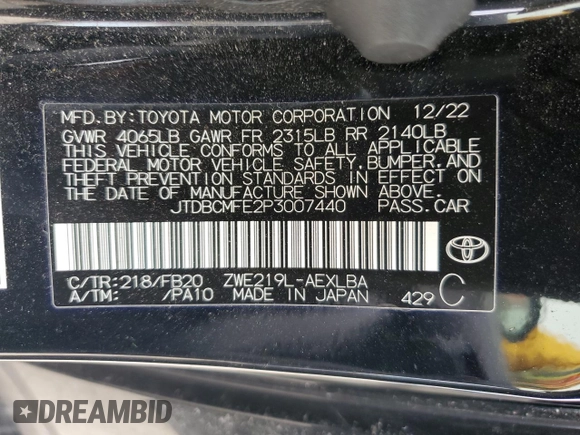 MFD.BY:TOYOTA MOTOR CORPORATION 12/22
GVWR 4065LB GAWR FR 2315LB RR 2140LB
THIS VEHICLE CONFORMS TO ALL APPLICABLE
FEDERAL MOTOR VEHICLE SAFETY,BUMPER,AND
THEFT PREVENTION STANDARDS IN EFFECT ON
THE DATE OF MANUFACTURE SHOWN ABOVE.
JTDBCMFE2P3007440 PASS.CAR
C/TR:218/FB20 ZWE219L-AEXLBA
A/TM: /PA10 MADE IN JAPAN 429 C
DREAMBID